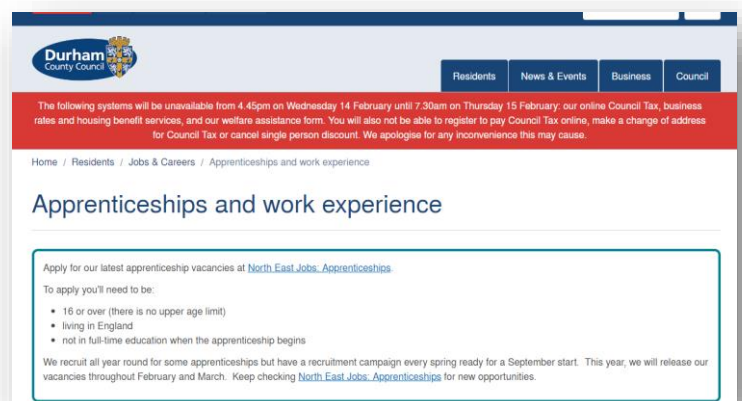 Durham
County Council
Residents
News & Events
Business
Council
The following systems will be unavailable from 4.45pm on Wednesday 14 February until 7.30am on Thursday 15 February: our online Council Tax, business
rates and housing benefit services, and our welfare assistance form. You will also not be able to register to pay Council Tax online, make a change of address
for Council Tax or cancel single person discount. We apologise for any inconvenience this may cause.
Home / Residents / Jobs & Careers / Apprenticeships and work experience
Apprenticeships and work experience
Apply for our latest apprenticeship vacancies at North East Jobs: Apprenticeships.
To apply you'll need to be:
• 16 or over (there is no upper age limit)
• living in England
• not in full-time education when the apprenticeship begins
We recruit all year round for some apprenticeships but have a recruitment campaign every spring ready for a September start. This year, we will release our
vacancies throughout February and March. Keep checking North East Jobs: Apprenticeships for new opportunities.